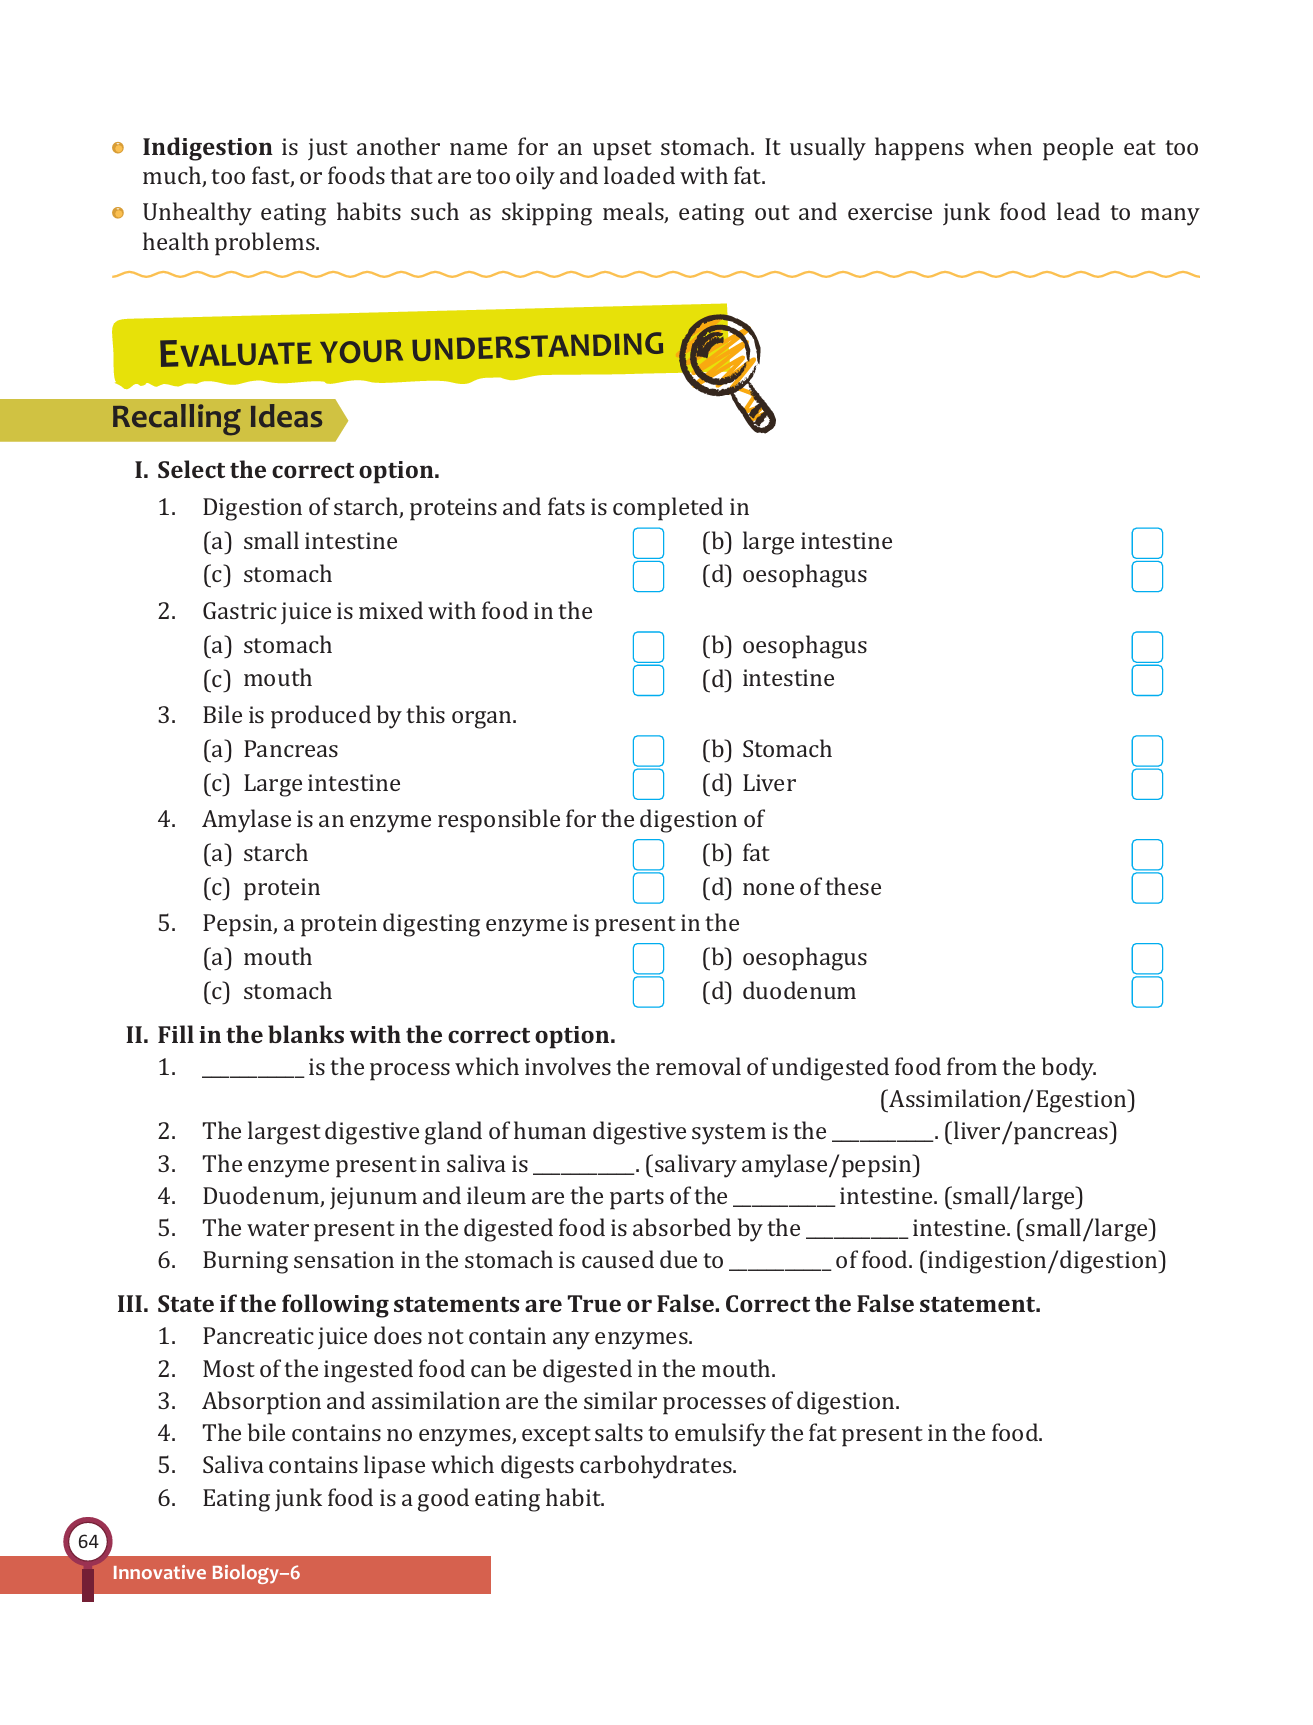 Indigestion is just another name for an upset stomach. It usually happens when people eat too
much, too fast, or foods that are too oily and loaded with fat.
Unhealthy eating habits such as skipping meals, eating out and exercise junk food lead to many
health problems.
EVALUATE YOUR UNDERSTANDING
Recalling Ideas
I. Select the correct option.
1. Digestion of starch, proteins and fats is completed in
(a) small intestine (b) large intestine
(c) stomach (d) oesophagus
2. Gastric juice is mixed with food in the
(a) stomach (b) oesophagus
(c) mouth (d) intestine
3. Bile is produced by this organ.
(a) Pancreas (b) Stomach
(c) Large intestine (d) Liver
4. Amylase is an enzyme responsible for the digestion of
(a) starch (b) fat
(c) protein (d) none of these
5. Pepsin, a protein digesting enzyme is present in the
(a) mouth (b) oesophagus
(c) stomach (d) duodenum
II. Fill in the blanks with the correct option.
1. __________ is the process which involves the removal of undigested food from the body.
(Assimilation/Egestion)
2. The largest digestive gland of human digestive system is the __________. (liver/pancreas)
3. The enzyme present in saliva is __________. (salivary amylase/pepsin)
4. Duodenum, jejunum and ileum are the parts of the __________ intestine. (small/large)
5. The water present in the digested food is absorbed by the __________ intestine. (small/large)
6. Burning sensation in the stomach is caused due to __________ of food. (indigestion/digestion)
III. State if the following statements are True or False. Correct the False statement.
1. Pancreatic juice does not contain any enzymes.
2. Most of the ingested food can be digested in the mouth.
3. Absorption and assimilation are the similar processes of digestion.
4. The bile contains no enzymes, except salts to emulsify the fat present in the food.
5. Saliva contains lipase which digests carbohydrates.
6. Eating junk food is a good eating habit.
64
Innovative Biology–6